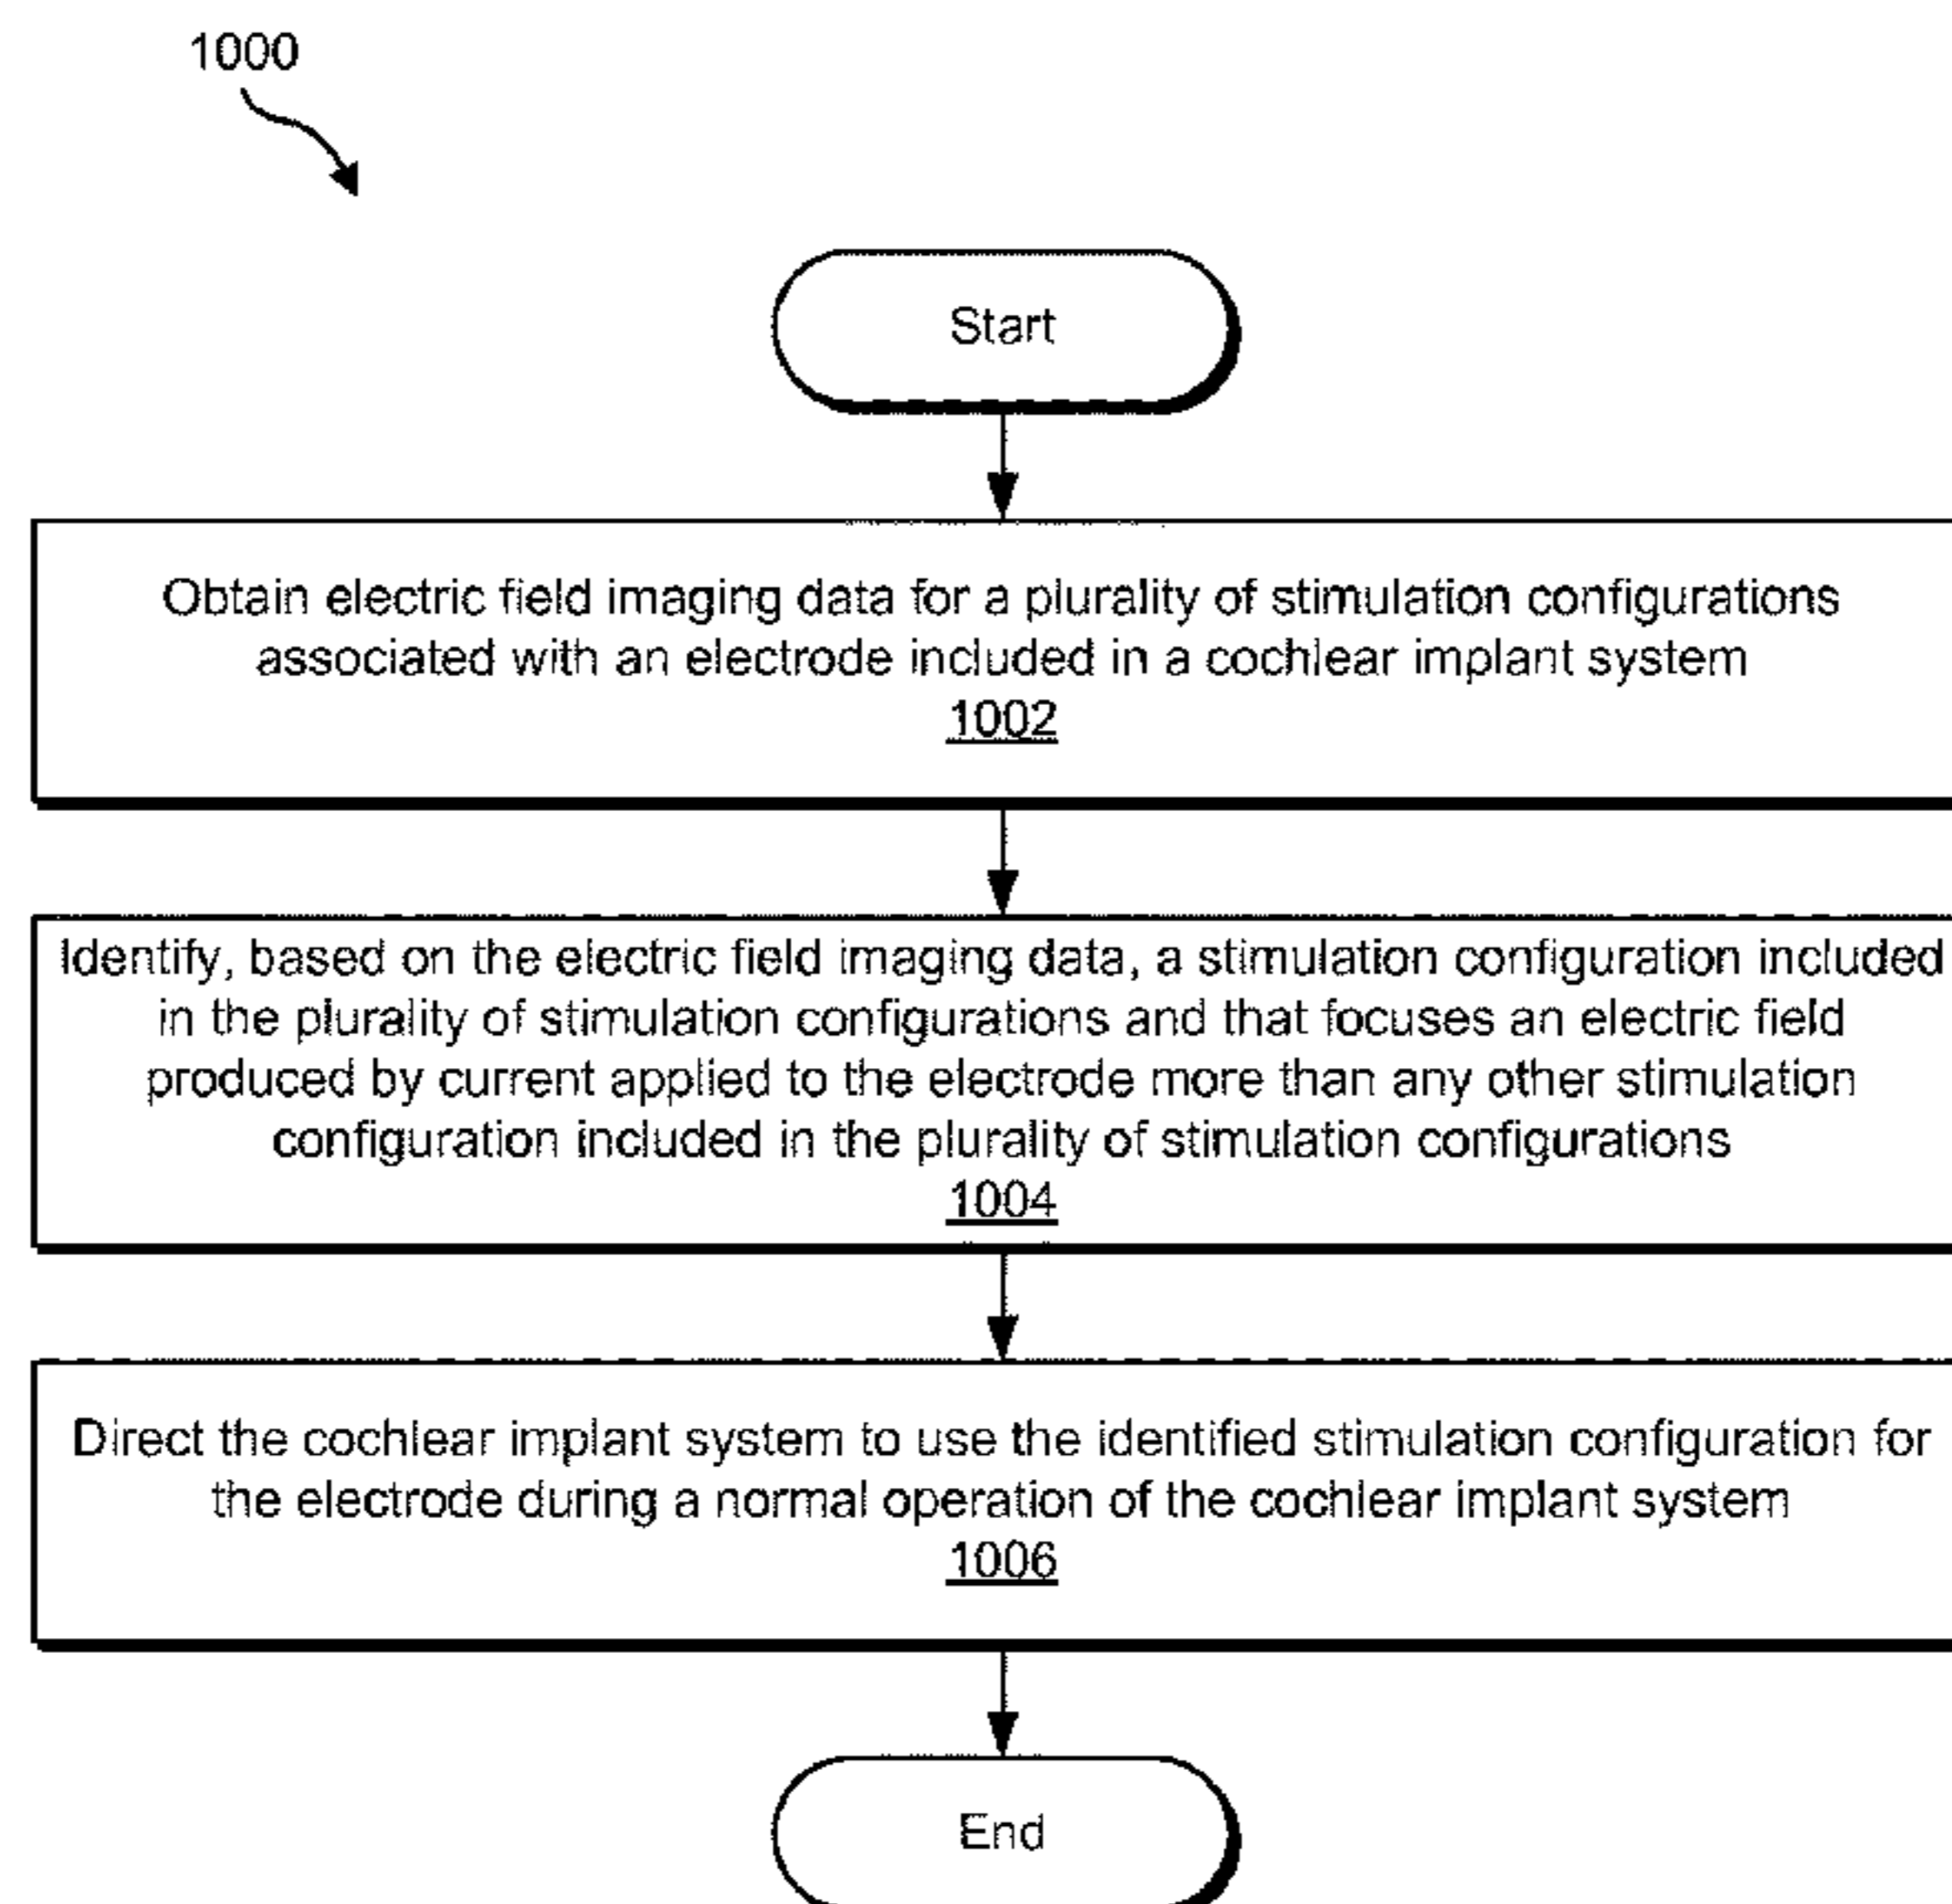 1000
Start
Obtain electric field imaging data for a plurality of stimulation configurations
associated with an electrode included in a cochlear implant system
1002
Identify, based on the electric field imaging data, a stimulation configuration included
in the plurality of stimulation configurations and that focuses an electric field
produced by current applied to the electrode more than any other stimulation
configuration included in the plurality of stimulation configurations
1004
Direct the cochlear implant system to use the identified stimulation configuration for
the electrode during a normal operation of the cochlear implant system
1006
End